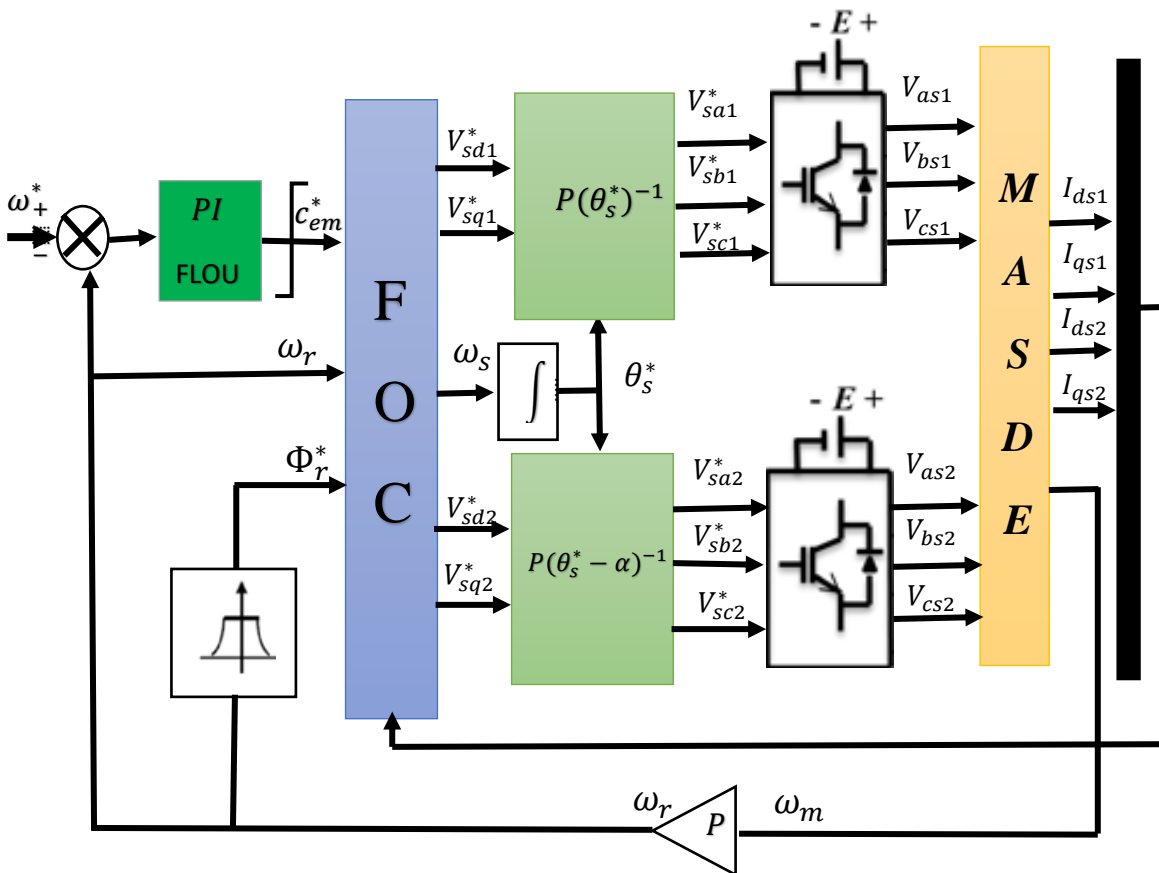 - E +
V*sa1
Vas1
V*sd1
ω*
+
−
PI
FLOU
c*em
V*sq1
P(θ*s)⁻¹
V*sb1
Vbs1
V*sc1
Vcs1
M
A
S
D
E
Ids1
Iqs1
Ids2
Iqs2
F
O
C
ωr
ωs
∫
θ*s
- E +
Φ*r
V*sd2
V*sq2
P(θ*s − α)⁻¹
V*sa2
V*sb2
V*sc2
Vas2
Vbs2
Vcs2
ωr
P
ωm